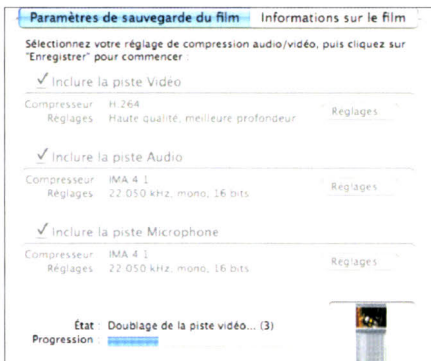 Paramètres de sauvegarde du film Informations sur le film
Sélectionnez votre réglage de compression audio/vidéo, puis cliquez sur
"Enregistrer" pour commencer :
Inclure la piste Vidéo
Compresseur H.264
Réglages Haute qualité, meilleure profondeur
Réglages
Inclure la piste Audio
Compresseur IMA 4:1
Réglages 22.050 kHz, mono, 16 bits
Réglages
Inclure la piste Microphone
Compresseur IMA 4:1
Réglages 22.050 kHz, mono, 16 bits
Réglages
État : Doublage de la piste vidéo... (3)
Progression :